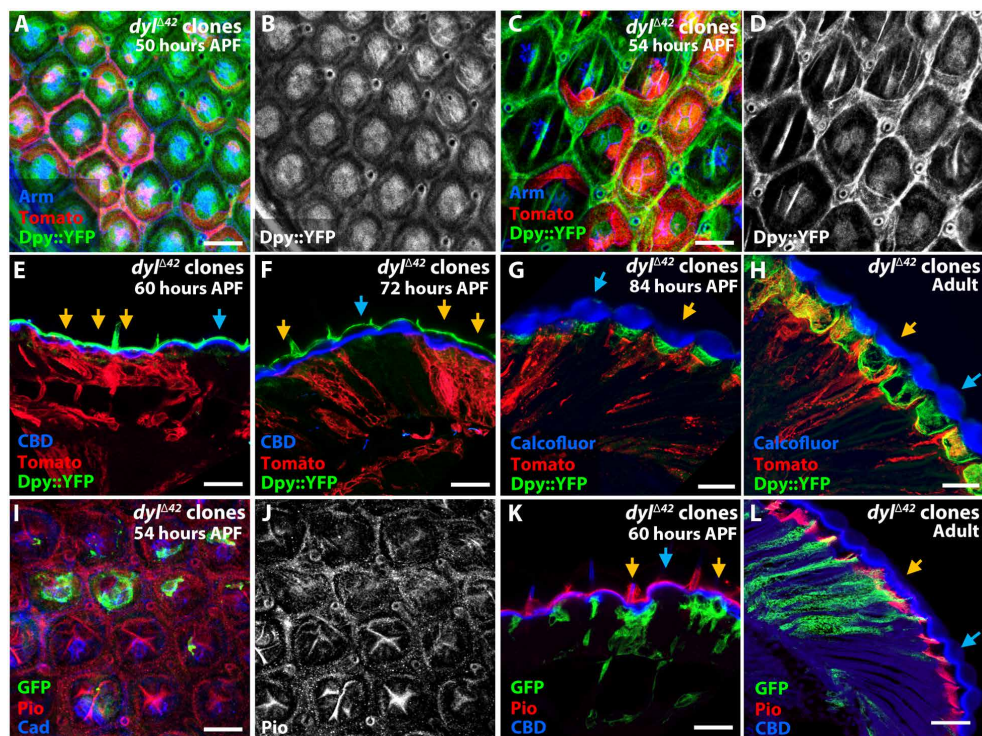 A
dylΔ42 clones
50 hours APF
Arm
Tomato
Dpy::YFP
B
Dpy::YFP
C
dylΔ42 clones
54 hours APF
Arm
Tomato
Dpy::YFP
D
Dpy::YFP
E
dylΔ42 clones
60 hours APF
CBD
Tomato
Dpy::YFP
F
dylΔ42 clones
72 hours APF
CBD
Tomato
Dpy::YFP
G
dylΔ42 clones
84 hours APF
Calcofluor
Tomato
Dpy::YFP
H
dylΔ42 clones
Adult
Calcofluor
Tomato
Dpy::YFP
I
dylΔ42 clones
54 hours APF
GFP
Pio
Cad
J
Pio
K
dylΔ42 clones
60 hours APF
GFP
Pio
CBD
L
dylΔ42 clones
Adult
GFP
Pio
CBD